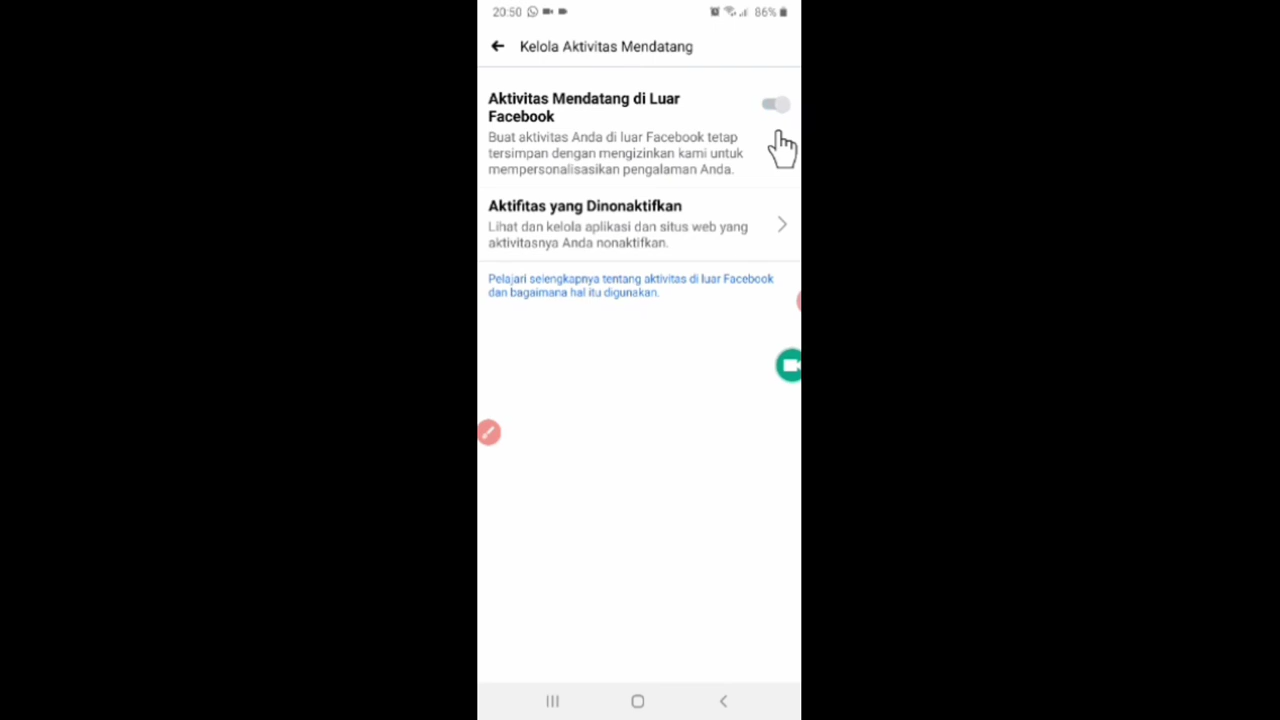 20:50
86%
Kelola Aktivitas Mendatang
Aktivitas Mendatang di Luar
Facebook
Buat aktivitas Anda di luar Facebook tetap
tersimpan dengan mengizinkan kami untuk
mempersonalisasikan pengalaman Anda.
Aktifitas yang Dinonaktifkan
Lihat dan kelola aplikasi dan situs web yang
aktivitasnya Anda nonaktifkan.
Pelajari selengkapnya tentang aktivitas di luar Facebook
dan bagaimana hal itu digunakan.